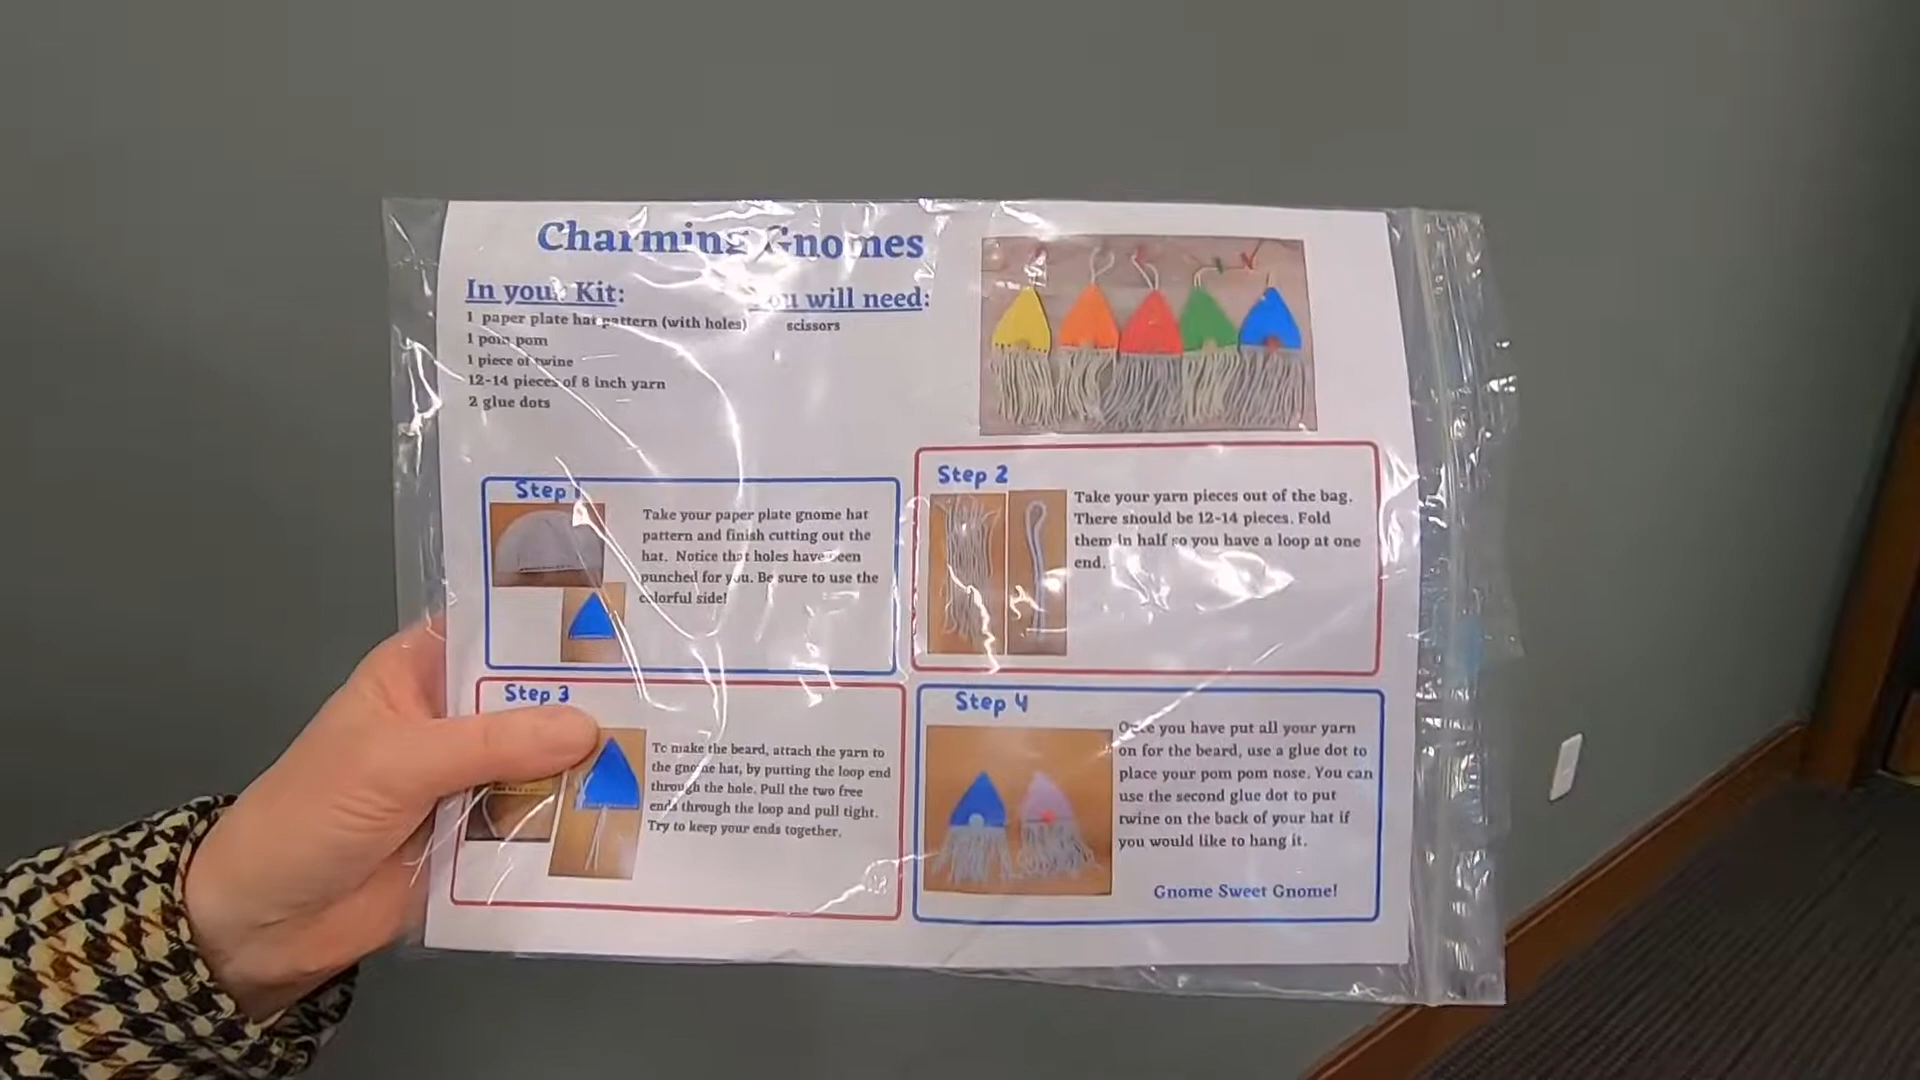 Charming Gnomes
In your Kit:
1 paper plate hat pattern (with holes)
1 pom pom
1 piece of twine
12-14 pieces of 8 inch yarn
2 glue dots
You will need:
scissors
Step 1
Take your paper plate gnome hat
pattern and finish cutting out the
hat. Notice that holes have been
punched for you. Be sure to use the
colorful side!
Step 2
Take your yarn pieces out of the bag.
There should be 12-14 pieces. Fold
them in half so you have a loop at one
end.
Step 3
To make the beard, attach the yarn to
the gnome hat, by putting the loop end
through the hole. Pull the two free
ends through the loop and pull tight.
Try to keep your ends together.
Step 4
Once you have put all your yarn
on for the beard, use a glue dot to
place your pom pom nose. You can
use the second glue dot to put
twine on the back of your hat if
you would like to hang it.
Gnome Sweet Gnome!